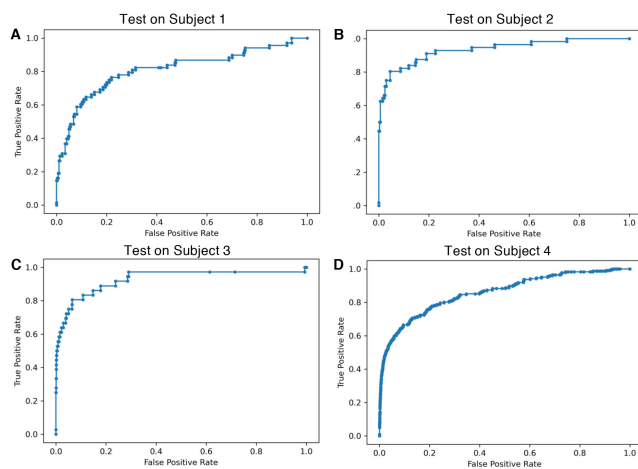 A
Test on Subject 1
1.0
0.8
0.6
0.4
0.2
0.0
True Positive Rate
0.0 0.2 0.4 0.6 0.8 1.0
False Positive Rate
B
Test on Subject 2
.0
.8
.6
.4
.2
.0
True Positive Rate
0.0 0.2 0.4 0.6 0.8 1.0
False Positive Rate
C
Test on Subject 3
1.0
0.8
0.6
0.4
0.2
0.0
True Positive Rate
0.0 0.2 0.4 0.6 0.8 1.0
False Positive Rate
D
Test on Subject 4
1.0
0.8
0.6
0.4
0.2
0.0
True Positive Rate
0.0 0.2 0.4 0.6 0.8 1.0
False Positive Rate